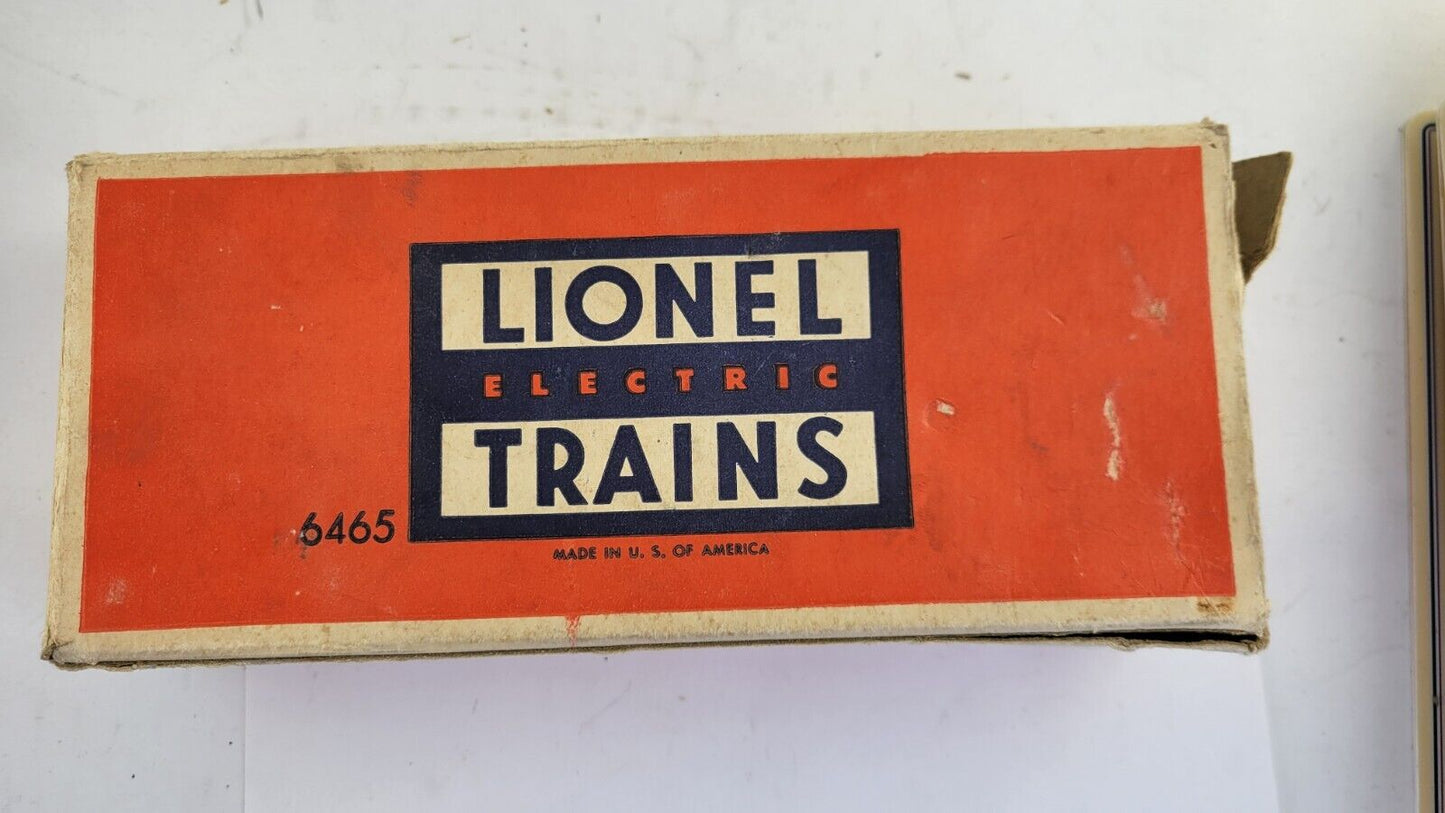 LIONEL
ELECTRIC
TRAINS
6465
MADE IN U. S. OF AMERICA